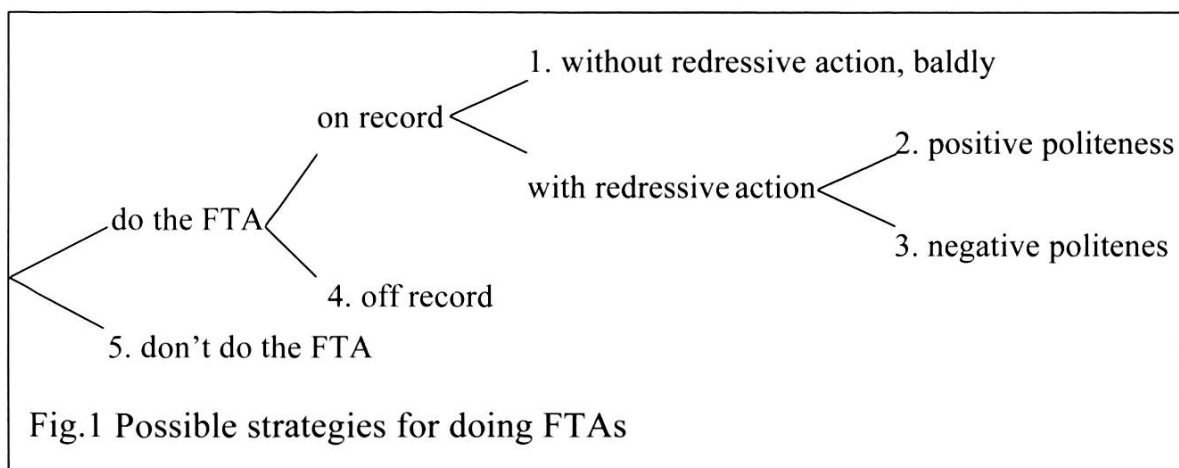 1. without redressive action, baldly
on record
2. positive politeness
with redressive action
do the FTA
3. negative politenes
4. off record
5. don't do the FTA
Fig.1 Possible strategies for doing FTAs